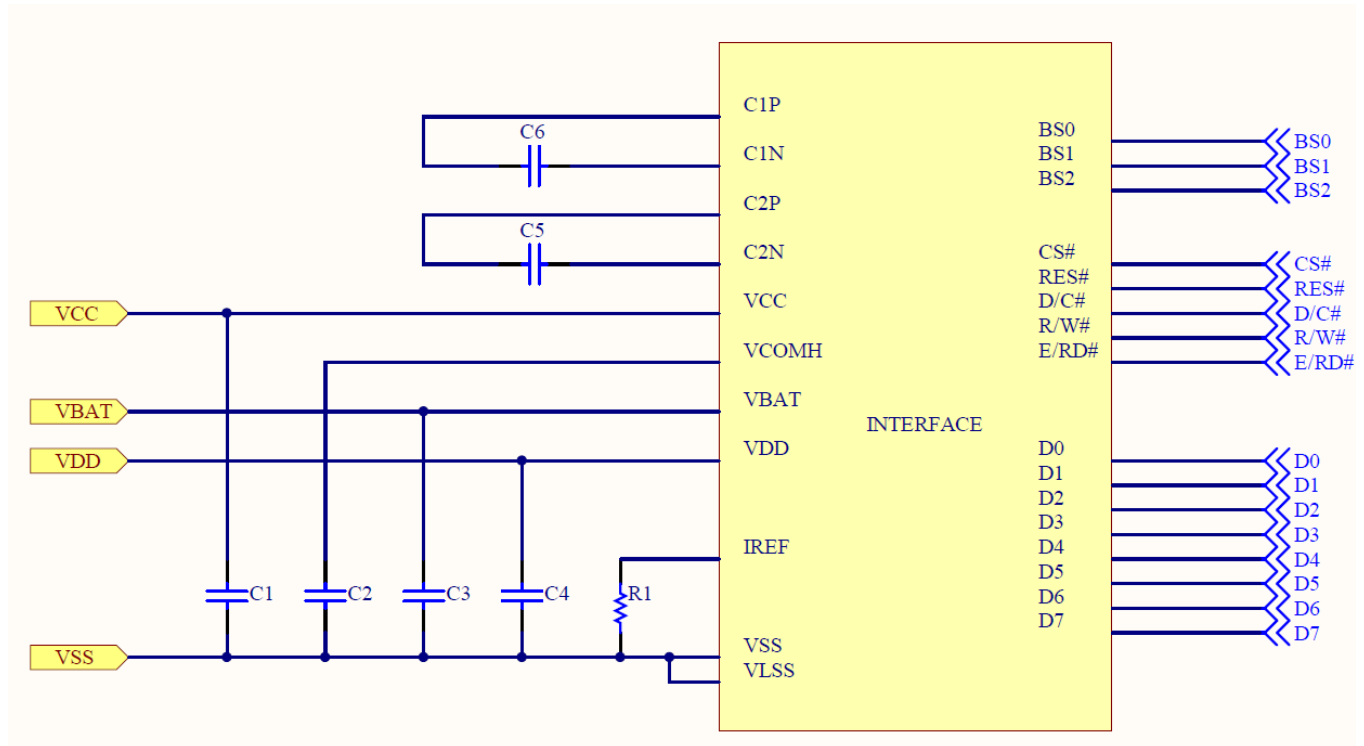 C1P
C6
BS0
BS0
C1N
BS1
BS1
BS2
BS2
C2P
C5
C2N
CS#
CS#
RES#
RES#
VCC
VCC
D/C#
D/C#
R/W#
R/W#
VCOMH
E/RD#
E/RD#
VBAT
VBAT
INTERFACE
VDD
VDD
D0
D0
D1
D1
D2
D2
D3
D3
IREF
D4
D4
D5
D5
C1
C2
C3
C4
R1
D6
D6
D7
D7
VSS
VSS
VLSS